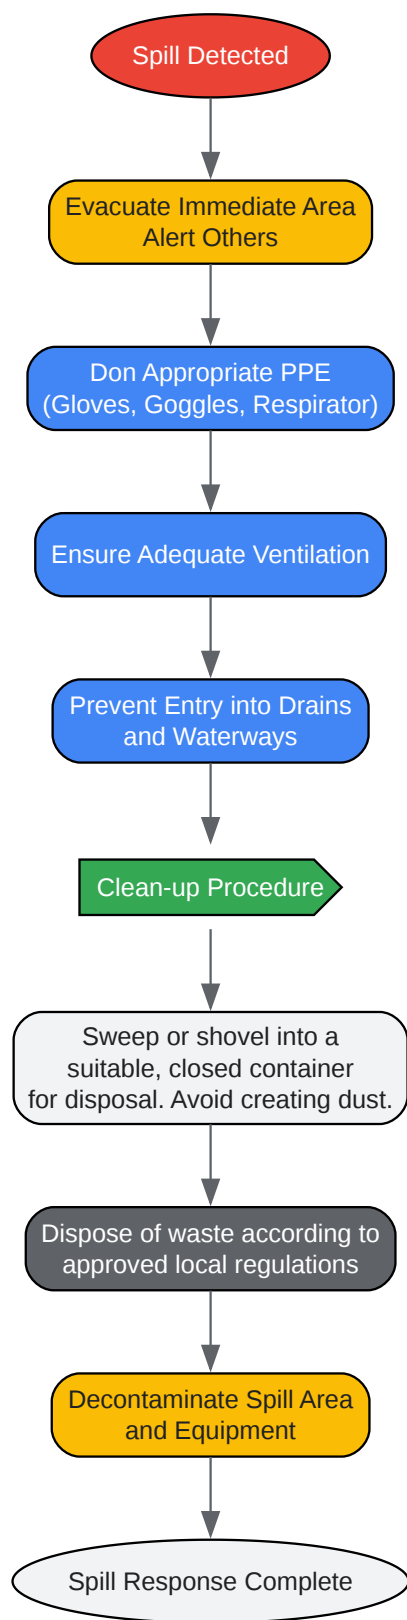 Spill Detected
Evacuate Immediate Area
Alert Others
Don Appropriate PPE
(Gloves, Goggles, Respirator)
Ensure Adequate Ventilation
Prevent Entry into Drains
and Waterways
Clean-up Procedure
Sweep or shovel into a
suitable, closed container
for disposal. Avoid creating dust.
Dispose of waste according to
approved local regulations
Decontaminate Spill Area
and Equipment
Spill Response Complete